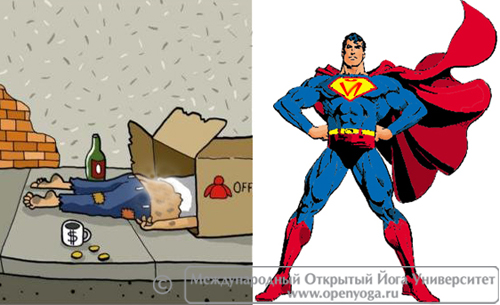 OFF
$
© Международный Открытый Йога Университет
www.openyoga.ru